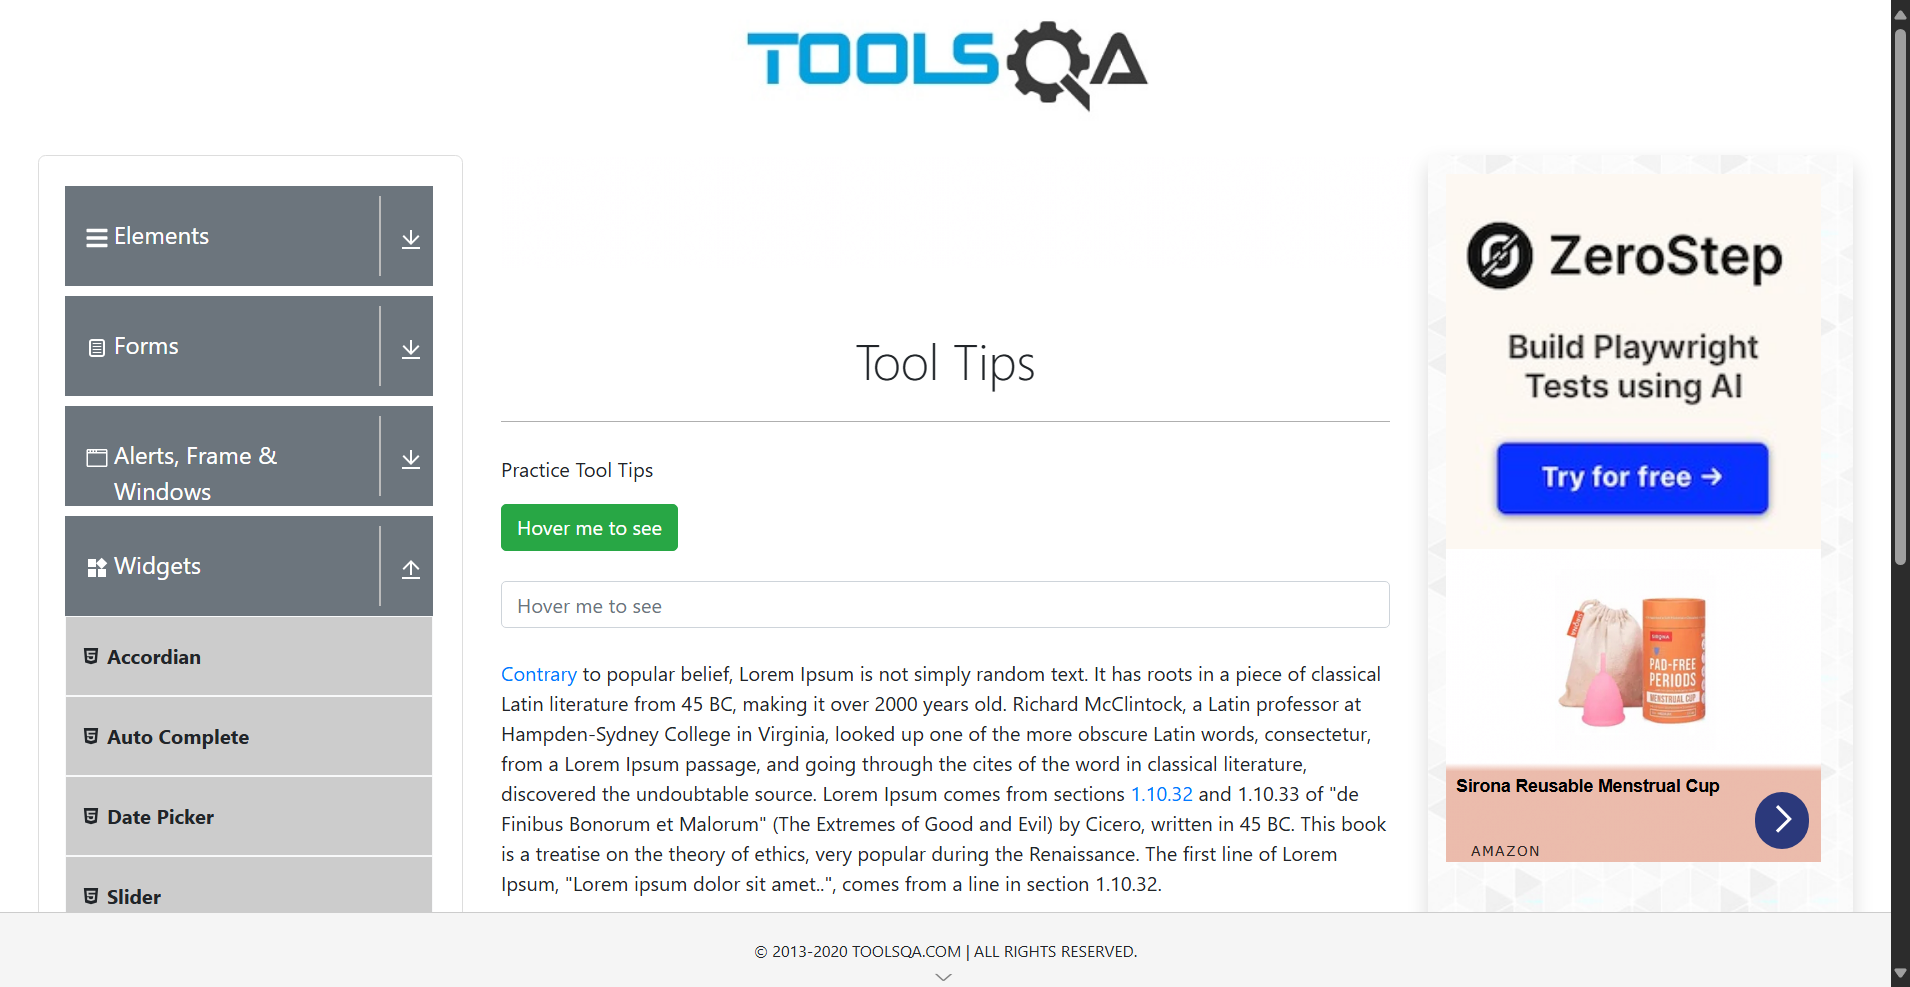 TOOLSQA
Elements
Forms
Alerts, Frame &
Windows
Widgets
Accordian
Auto Complete
Date Picker
Slider
Tool Tips
Practice Tool Tips
Hover me to see
Hover me to see
Contrary to popular belief, Lorem Ipsum is not simply random text. It has roots in a piece of classical
Latin literature from 45 BC, making it over 2000 years old. Richard McClintock, a Latin professor at
Hampden-Sydney College in Virginia, looked up one of the more obscure Latin words, consectetur,
from a Lorem Ipsum passage, and going through the cites of the word in classical literature,
discovered the undoubtable source. Lorem Ipsum comes from sections 1.10.32 and 1.10.33 of "de
Finibus Bonorum et Malorum" (The Extremes of Good and Evil) by Cicero, written in 45 BC. This book
is a treatise on the theory of ethics, very popular during the Renaissance. The first line of Lorem
Ipsum, "Lorem ipsum dolor sit amet..", comes from a line in section 1.10.32.
ZeroStep
Build Playwright
Tests using AI
Try for free →
PAD-FREE
PERIODS
MENSTRUAL CUP
Sirona Reusable Menstrual Cup
AMAZON
© 2013-2020 TOOLSQA.COM | ALL RIGHTS RESERVED.